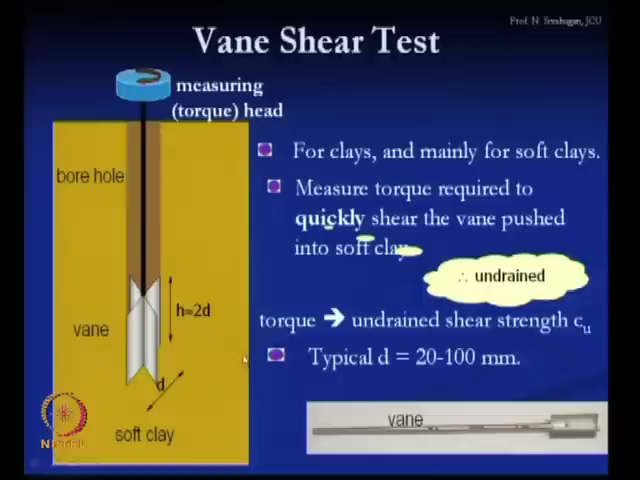 Prof. N. Sivakugan, JCU
Vane Shear Test
measuring
(torque) head
bore hole
vane
h=2d
d
soft clay
For clays, and mainly for soft clays.
Measure torque required to
quickly shear the vane pushed
into soft clay
∴ undrained
torque ➔ undrained shear strength cu
Typical d = 20-100 mm.
vane
NPTEL